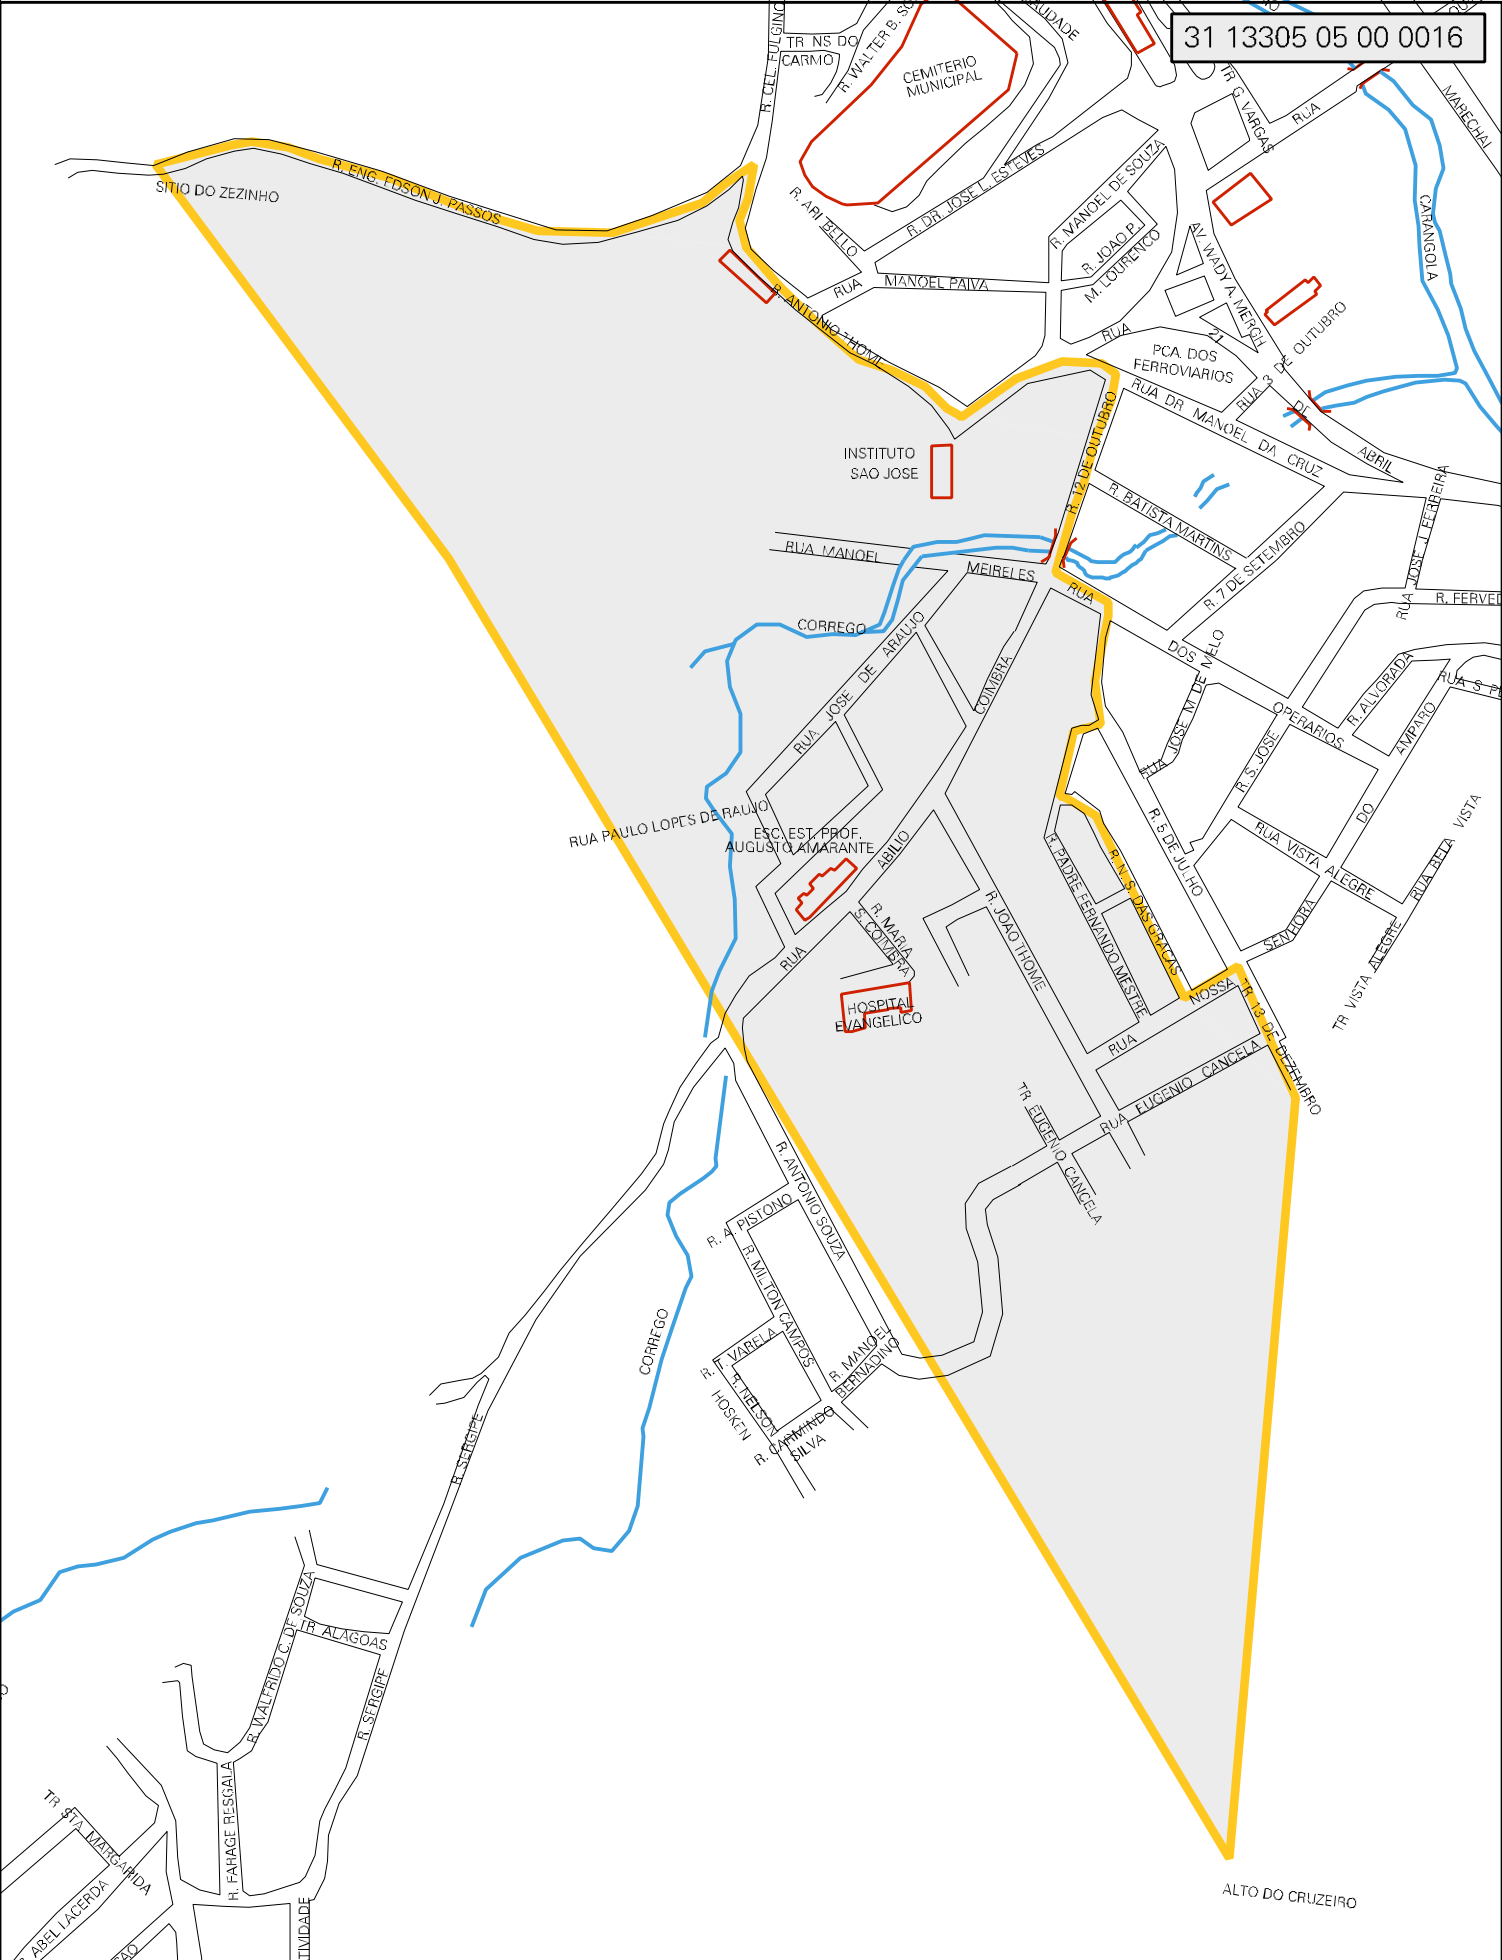 31 13305 05 00 0016
TR NS DO
CARMO
R. CEL. FULGINO
CEMITERIO
MUNICIPAL
TR G. VARGAS
RUA
MARECHAL
CARANGOLA
R. ENG. EDSON J. PASSOS
SITIO DO ZEZINHO
R. ARI BELLO
R. DR JOSE L. ESTEVES
R. MANOEL DE SOUZA
R. JOAO P.
M. LOURENCO
AV. WADY A. MERGH
RUA
MANOEL PAIVA
R. ANTONIO THOME
RUA
21
DE
ABRIL
PCA. DOS
FERROVIARIOS
RUA 3 DE OUTUBRO
RUA DR MANOEL DA CRUZ
R. 12 DE OUTUBRO
INSTITUTO
SAO JOSE
R. BATISTA MARTINS
R. 7 DE SETEMBRO
RUA JOSE J FERREIRA
R. FERVED
RUA MANOEL
MEIRELES
RUA
DOS
OPERARIOS
CORREGO
RUA JOSE DE ARAUJO
COIMBRA
RUA JOSE M DE MELO
R. ALVORADA
RUA S PE
R. S. JOSE
AMPARO
DO
RUA BELA VISTA
RUA PAULO LOPES DE RAUJO
ESC. EST. PROF.
AUGUSTO AMARANTE
ABILIO
RUA
R. PADRE FERNANDO MESTRE
R. N. S. DAS GRACAS
R. 5 DE JULHO
RUA VISTA ALEGRE
SENHORA
TR VISTA ALEGRE
R. MARIA
S. COIMBRA
R. JOAO THOME
HOSPITAL
EVANGELICO
NOSSA
RUA
TR 13 DE DEZEMBRO
RUA EUGENIO CANCELA
TR EUGENIO CANCELA
R. ANTONIO SOUZA
R. A. PISTONO
R. MILTON CAMPOS
CORREGO
R. T. VARELA
R. MANOEL
BERNADINO
R. NELSON
HOSKEN
R. CARMINDO
SILVA
R. SERGIPE
R. WALFRIDO C. DE SOUZA
TR ALAGOAS
R. SERGIPE
R. FARAGE RESGALA
TR STA. MARGARIDA
ABEL LACERDA
ALTO DO CRUZEIRO